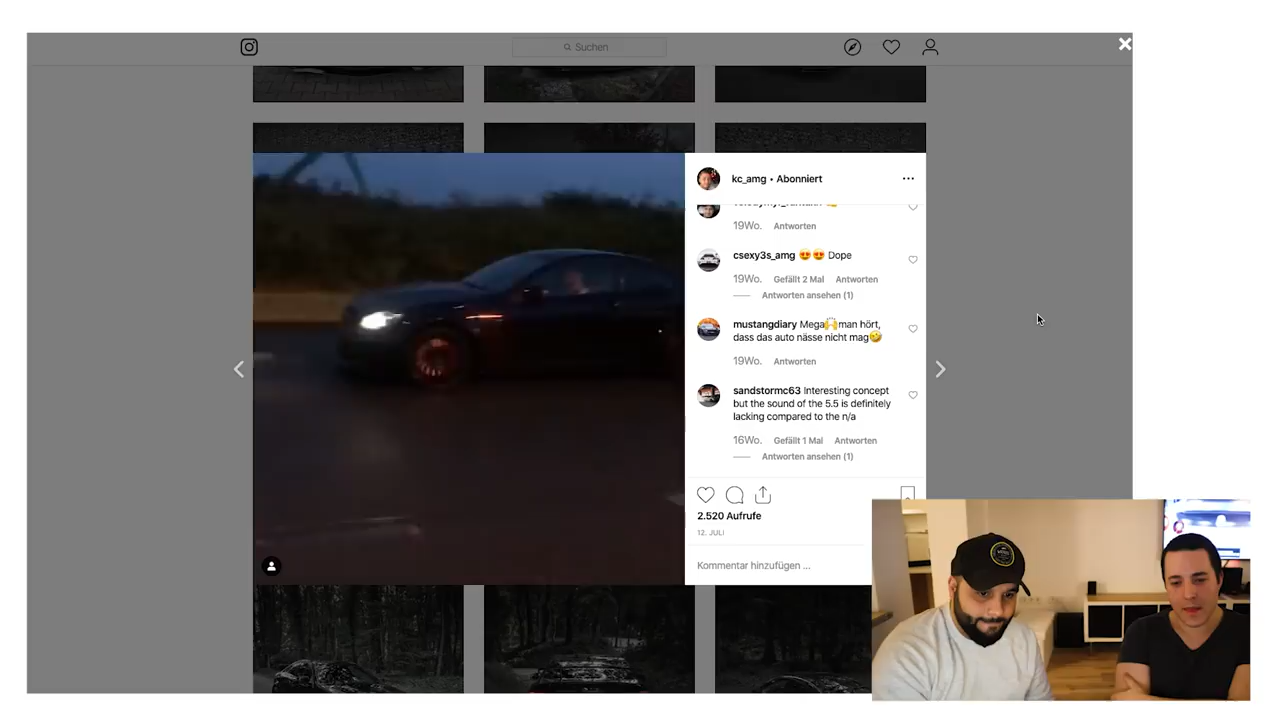 Suchen
kc_amg • Abonniert
19Wo. Antworten
csexy3s_amg 😍😍 Dope
19Wo. Gefällt 2 Mal Antworten
Antworten ansehen (1)
mustangdiary Mega🙌man hört,
dass das auto nässe nicht mag🤣
19Wo. Antworten
sandstormc63 Interesting concept
but the sound of the 5.5 is definitely
lacking compared to the n/a
16Wo. Gefällt 1 Mal Antworten
Antworten ansehen (1)
2.520 Aufrufe
12. JULI
Kommentar hinzufügen ...